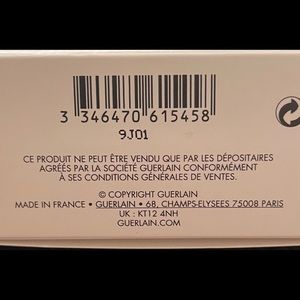 3 346470 615458
9J01
CE PRODUIT NE PEUT ÊTRE VENDU QUE PAR LES DÉPOSITAIRES
AGRÉÉS PAR LA SOCIÉTÉ GUERLAIN CONFORMÉMENT
À SES CONDITIONS GÉNÉRALES DE VENTES.
© COPYRIGHT GUERLAIN
MADE IN FRANCE • GUERLAIN • 68, CHAMPS-ELYSEES 75008 PARIS
UK : KT12 4NH
GUERLAIN.COM